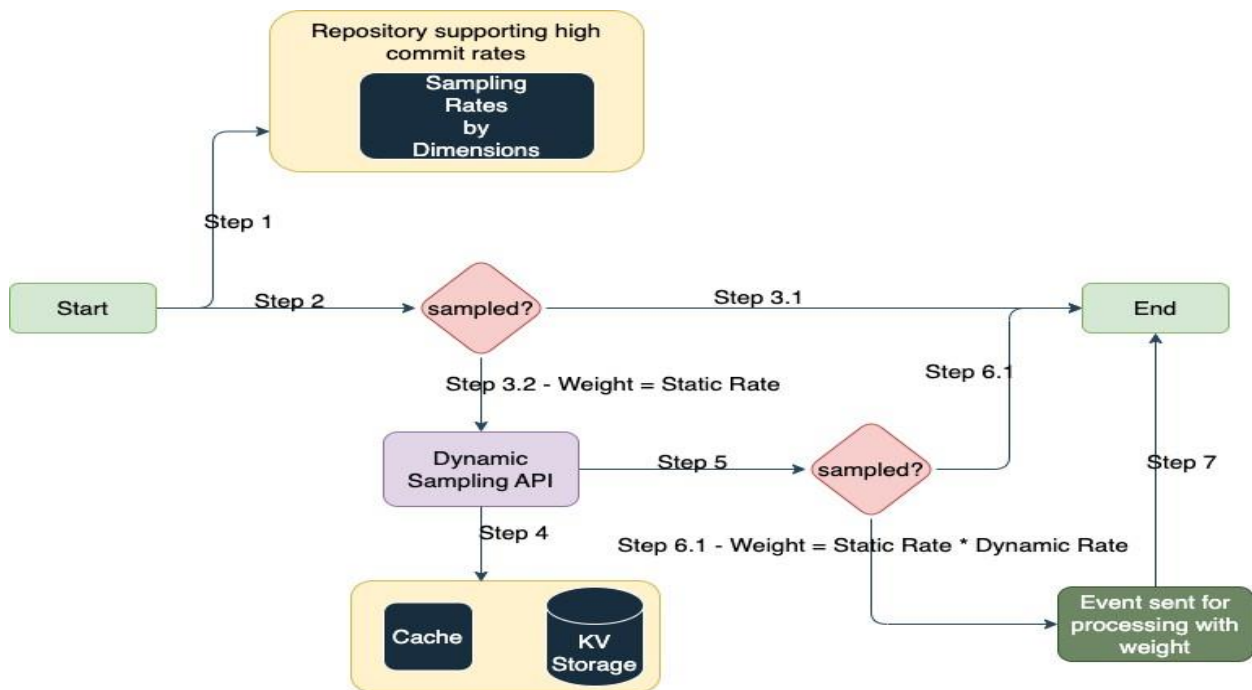 Repository supporting high
commit rates
Sampling
Rates
by
Dimensions
Step 1
Start
Step 2
sampled?
Step 3.1
End
Step 3.2 - Weight = Static Rate
Step 6.1
Dynamic
Sampling API
Step 5
sampled?
Step 7
Step 4
Step 6.1 - Weight = Static Rate * Dynamic Rate
Cache
KV
Storage
Event sent for
processing with
weight